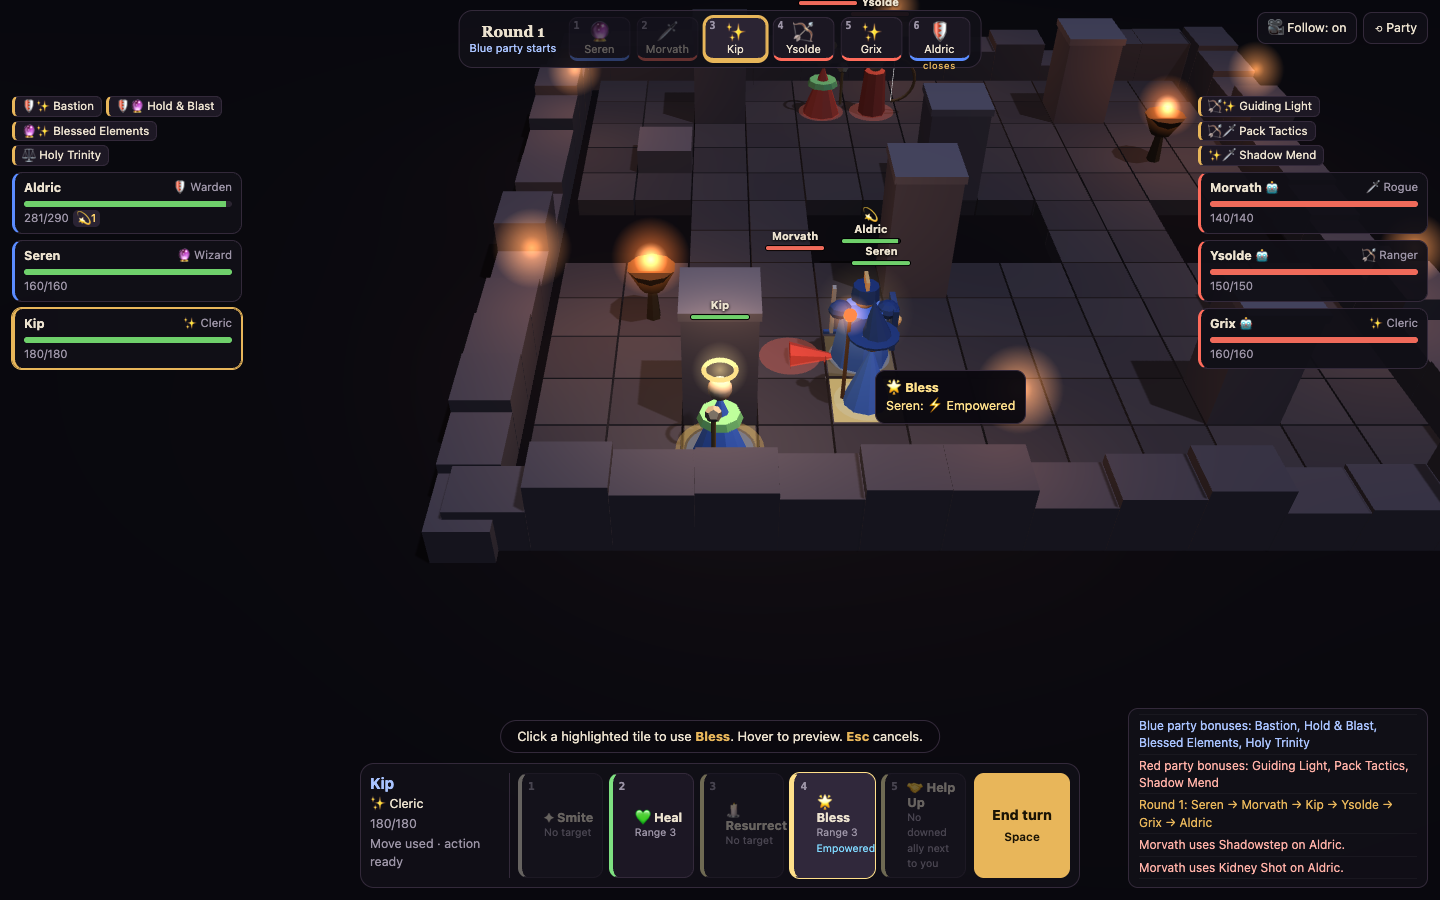 Ysolde
Round 1
Blue party starts
1
Seren
2
Morvath
3
Kip
4
Ysolde
5
Grix
6
Aldric
closes
Follow: on
Party
Bastion
Hold & Blast
Blessed Elements
Holy Trinity
Aldric
Warden
281/290
1
Seren
Wizard
160/160
Kip
Cleric
180/180
Guiding Light
Pack Tactics
Shadow Mend
Morvath
Rogue
140/140
Ysolde
Ranger
150/150
Grix
Cleric
160/160
Morvath
Aldric
Seren
Kip
Bless
Seren: ⚡ Empowered
Click a highlighted tile to use Bless. Hover to preview. Esc cancels.
Kip
Cleric
180/180
Move used · action
ready
1
Smite
No target
2
Heal
Range 3
3
Resurrect
No target
4
Bless
Range 3
Empowered
5
Help
Up
No
downed
ally next
to you
End turn
Space
Blue party bonuses: Bastion, Hold & Blast,
Blessed Elements, Holy Trinity
Red party bonuses: Guiding Light, Pack Tactics,
Shadow Mend
Round 1: Seren → Morvath → Kip → Ysolde →
Grix → Aldric
Morvath uses Shadowstep on Aldric.
Morvath uses Kidney Shot on Aldric.